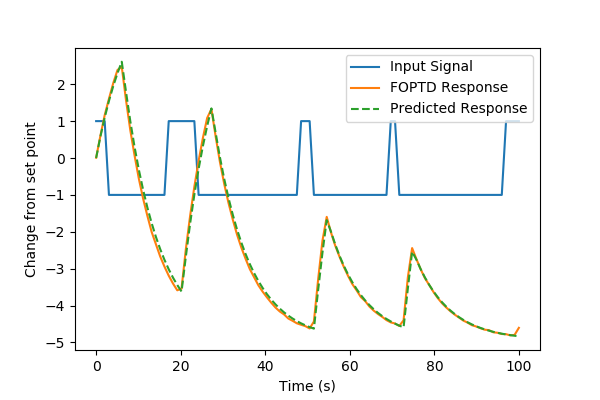 Input Signal
FOPTD Response
Predicted Response
Change from set point
2
1
0
−1
−2
−3
−4
−5
0 20 40 60 80 100
Time (s)